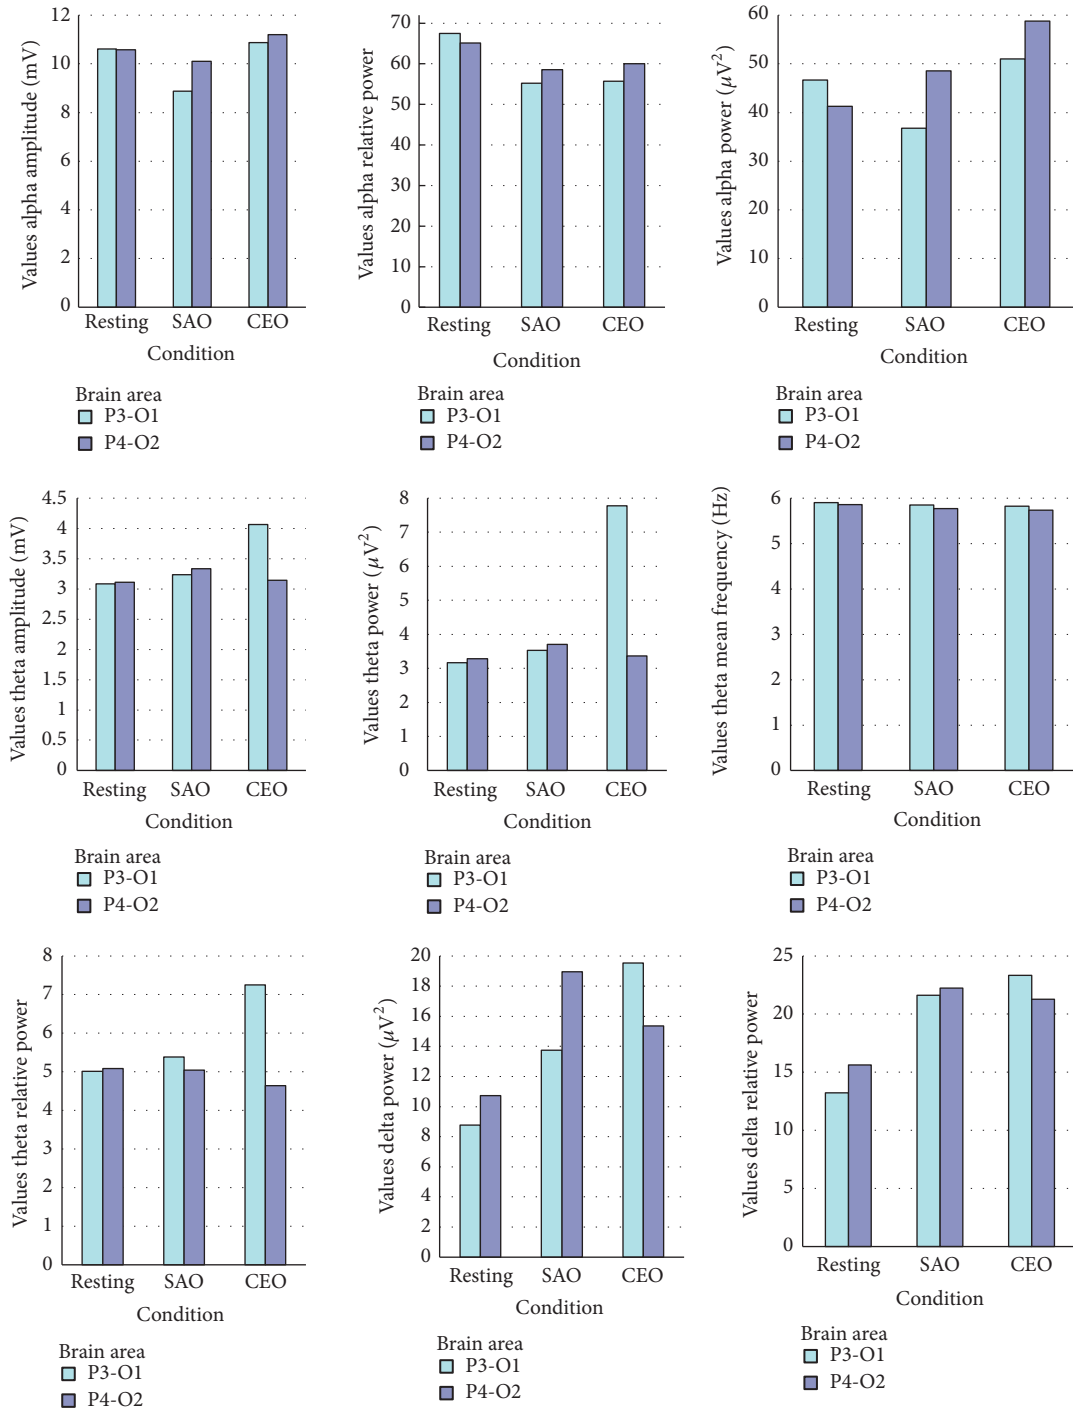 Values alpha amplitude (mV)
12
10
8
6
4
2
0
Resting SAO CEO
Condition
Brain area
P3-O1
P4-O2
Values alpha relative power
70
60
50
40
30
20
10
0
Resting SAO CEO
Condition
Brain area
P3-O1
P4-O2
Values alpha power (μV²)
60
50
40
30
20
10
0
Resting SAO CEO
Condition
Brain area
P3-O1
P4-O2
Values theta amplitude (mV)
4.5
4
3.5
3
2.5
2
1.5
1
0.5
0
Resting SAO CEO
Condition
Brain area
P3-O1
P4-O2
Values theta power (μV²)
8
7
6
5
4
3
2
1
0
Resting SAO CEO
Condition
Brain area
P3-O1
P4-O2
Values theta mean frequency (Hz)
6
5
4
3
2
1
0
Resting SAO CEO
Condition
Brain area
P3-O1
P4-O2
Values theta relative power
8
7
6
5
4
3
2
1
0
Resting SAO CEO
Condition
Brain area
P3-O1
P4-O2
Values delta power (μV²)
20
18
16
14
12
10
8
6
4
2
0
Resting SAO CEO
Condition
Brain area
P3-O1
P4-O2
Values delta relative power
25
20
15
10
5
0
Resting SAO CEO
Condition
Brain area
P3-O1
P4-O2